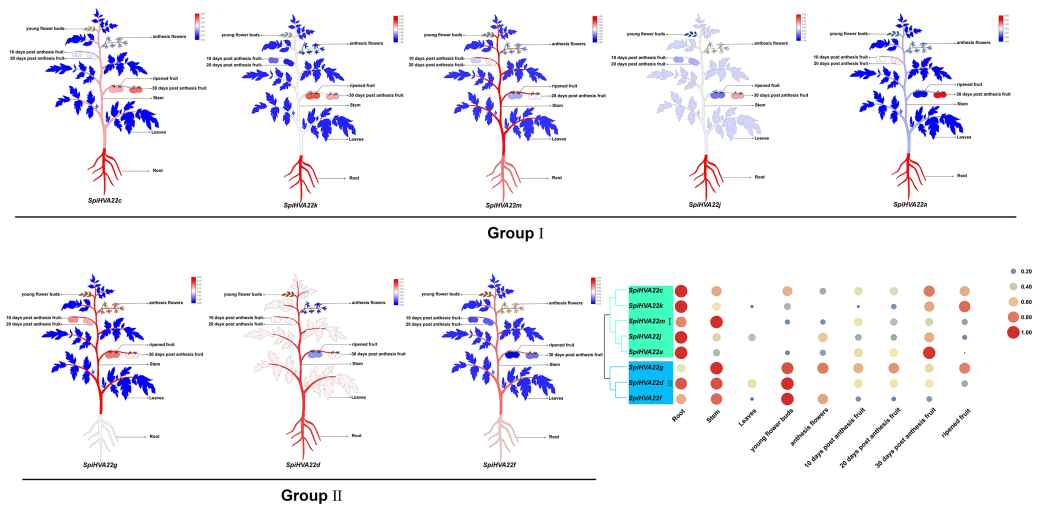 young flower buds
anthesis flowers
10 days post anthesis fruit
20 days post anthesis fruit
ripened fruit
30 days post anthesis fruit
Stem
Leaves
Root
SpiHVA22c
young flower buds
anthesis flowers
10 days post anthesis fruit
20 days post anthesis fruit
ripened fruit
30 days post anthesis fruit
Stem
Leaves
Root
SpiHVA22k
young flower buds
anthesis flowers
10 days post anthesis fruit
20 days post anthesis fruit
ripened fruit
30 days post anthesis fruit
Stem
Leaves
Root
SpiHVA22m
young flower buds
anthesis flowers
10 days post anthesis fruit
20 days post anthesis fruit
ripened fruit
30 days post anthesis fruit
Stem
Leaves
Root
SpiHVA22j
young flower buds
anthesis flowers
10 days post anthesis fruit
20 days post anthesis fruit
ripened fruit
30 days post anthesis fruit
Stem
Leaves
Root
SpiHVA22a
Group I
young flower buds
anthesis flowers
10 days post anthesis fruit
20 days post anthesis fruit
ripened fruit
30 days post anthesis fruit
Stem
Leaves
Root
SpiHVA22g
young flower buds
anthesis flowers
10 days post anthesis fruit
20 days post anthesis fruit
ripened fruit
30 days post anthesis fruit
Stem
Leaves
Root
SpiHVA22d
young flower buds
anthesis flowers
10 days post anthesis fruit
20 days post anthesis fruit
ripened fruit
30 days post anthesis fruit
Stem
Leaves
Root
SpiHVA22f
Group II
SpiHVA22c
SpiHVA22k
SpiHVA22m I
SpiHVA22j
SpiHVA22a
SpiHVA22g
SpiHVA22d II
SpiHVA22f
Root
Stem
Leaves
young flower buds
anthesis flowers
10 days post anthesis fruit
20 days post anthesis fruit
30 days post anthesis fruit
ripened fruit
0.20
0.40
0.60
0.80
1.00